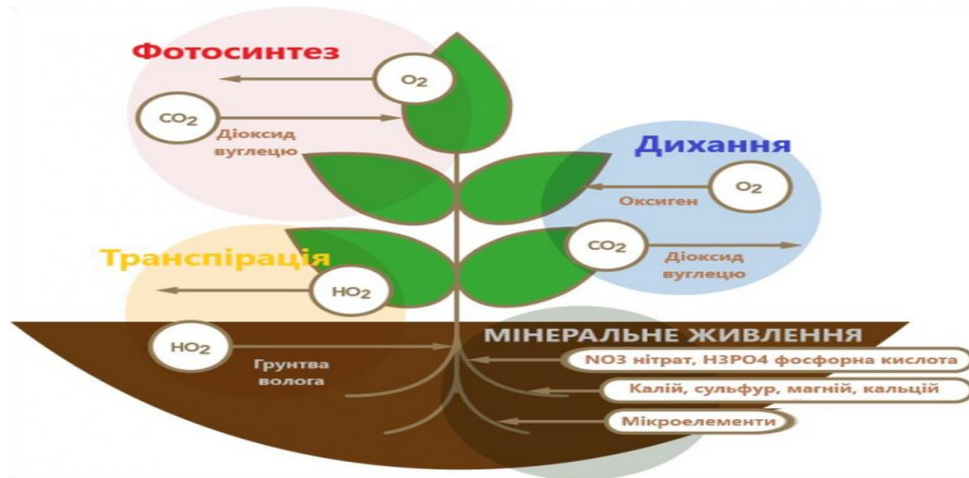 Фотосинтез
O2
CO2
Діоксид
вуглецю
Дихання
O2
Оксиген
CO2
Діоксид
вуглецю
Транспірація
HO2
HO2
Грунтва
волога
МІНЕРАЛЬНЕ ЖИВЛЕННЯ
NO3 нітрат, H3PO4 фосфорна кислота
Калій, сульфур, магній, кальцій
Мікроелементи